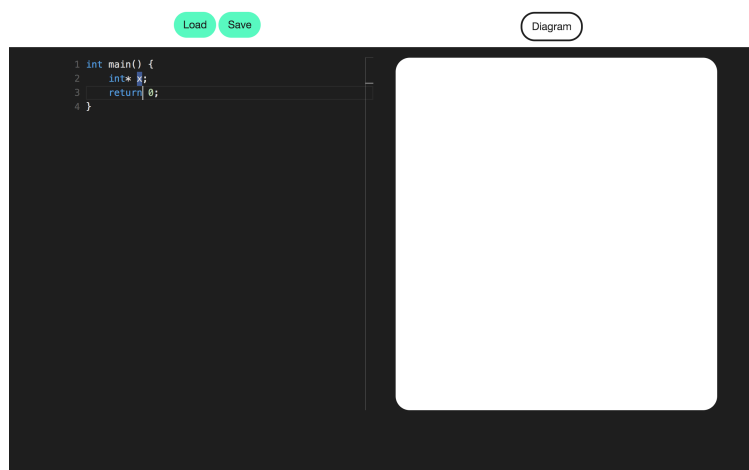 Load Save Diagram
1 int main() {
2     int* x;
3     return 0;
4 }